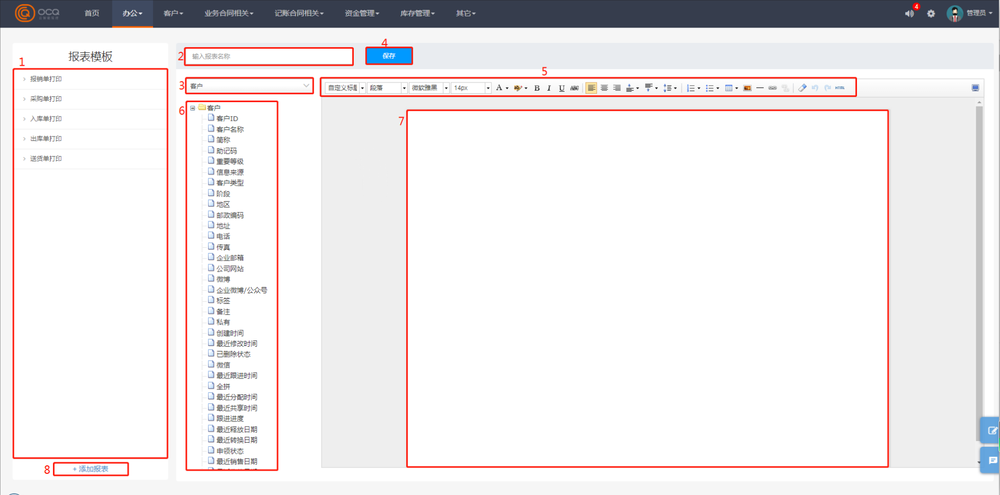 OCQ
首页
办公
客户
业务合同相关
记账合同相关
资金管理
库存管理
其它
4
管理员
报表模板
1
报销单打印
采购单打印
入库单打印
出库单打印
送货单打印
8
+ 添加报表
2
输入报表名称
4
保存
3
客户
5
自定义标题
段落
微软雅黑
14px
A
ab
B
I
U
ABC
HTML
6
客户
客户ID
客户名称
简称
助记码
重要等级
信息来源
客户类型
阶段
地区
邮政编码
地址
电话
传真
企业邮箱
公司网站
微博
企业微博/公众号
标签
备注
私有
创建时间
最近修改时间
已删除状态
微信
最近跟进时间
全拼
最近分配时间
最近共享时间
跟进进度
最近释放日期
最近转换日期
申领状态
最近销售日期
7